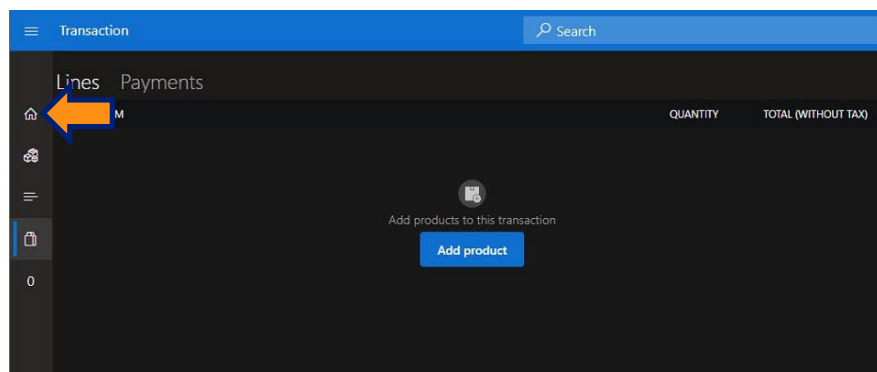 Transaction
Search
Lines Payments
M QUANTITY TOTAL (WITHOUT TAX)
Add products to this transaction
Add product
0